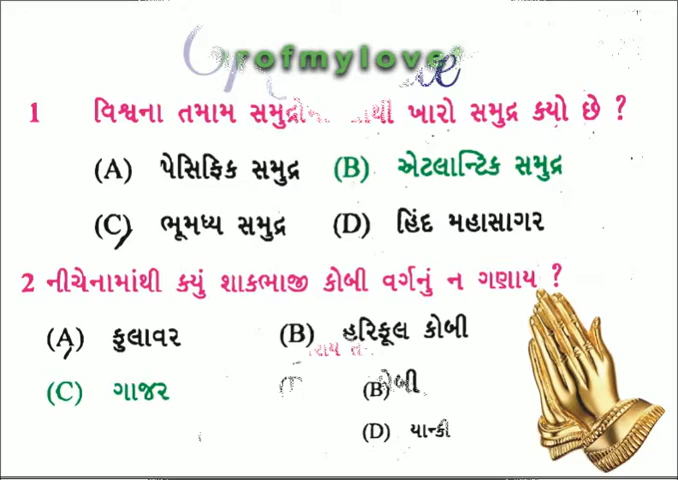 rofmylove
1 વિશ્વના તમામ સમુદ્રો ખારો સમુદ્ર કયો છે ?
(A) પેસિફિક સમુદ્ર (B) એટલાન્ટિક સમુદ્ર
(C) ભૂમધ્ય સમુદ્ર (D) હિંદ મહાસાગર
2 નીચેનામાંથી કયું શાકભાજી કોબી વર્ગનું ન ગણાય ?
(A) ફુલાવર (B) હરિફૂલ કોબી
(C) ગાજર (B)
(D) યાન્કી